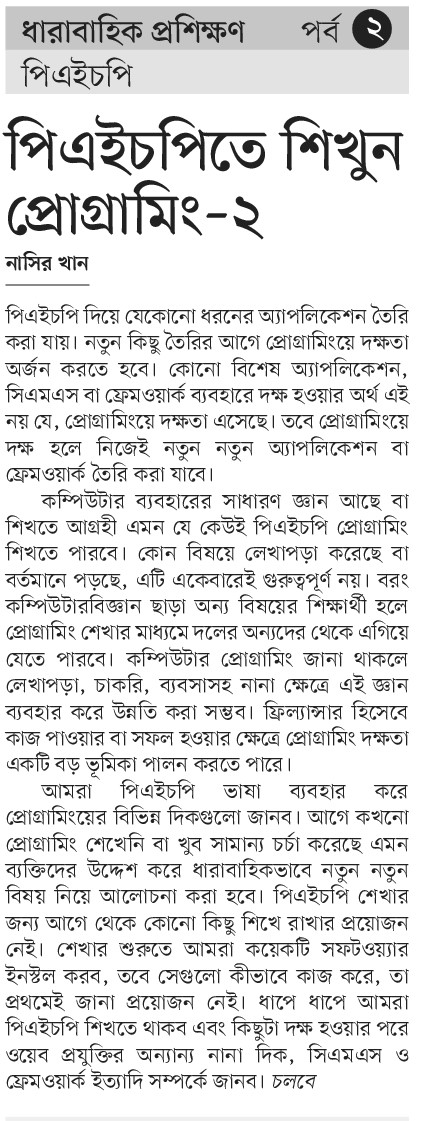 ধারাবাহিক প্রশিক্ষণ পর্ব ২
পিএইচপি
পিএইচপিতে শিখুন
প্রোগ্রামিং-২
নাসির খান
পিএইচপি দিয়ে যেকোনো ধরনের অ্যাপলিকেশন তৈরি
করা যায়। নতুন কিছু তৈরির আগে প্রোগ্রামিংয়ে দক্ষতা
অর্জন করতে হবে। কোনো বিশেষ অ্যাপলিকেশন,
সিএমএস বা ফ্রেমওয়ার্ক ব্যবহারে দক্ষ হওয়ার অর্থ এই
নয় যে, প্রোগ্রামিংয়ে দক্ষতা এসেছে। তবে প্রোগ্রামিংয়ে
দক্ষ হলে নিজেই নতুন নতুন অ্যাপলিকেশন বা
ফ্রেমওয়ার্ক তৈরি করা যাবে।
কম্পিউটার ব্যবহারের সাধারণ জ্ঞান আছে বা
শিখতে আগ্রহী এমন যে কেউই পিএইচপি প্রোগ্রামিং
শিখতে পারবে। কোন বিষয়ে লেখাপড়া করেছে বা
বর্তমানে পড়ছে, এটি একেবারেই গুরুত্বপূর্ণ নয়। বরং
কম্পিউটারবিজ্ঞান ছাড়া অন্য বিষয়ের শিক্ষার্থী হলে
প্রোগ্রামিং শেখার মাধ্যমে দলের অন্যদের থেকে এগিয়ে
যেতে পারবে। কম্পিউটার প্রোগ্রামিং জানা থাকলে
লেখাপড়া, চাকরি, ব্যবসাসহ নানা ক্ষেত্রে এই জ্ঞান
ব্যবহার করে উন্নতি করা সম্ভব। ফ্রিল্যান্সার হিসেবে
কাজ পাওয়ার বা সফল হওয়ার ক্ষেত্রে প্রোগ্রামিং দক্ষতা
একটি বড় ভূমিকা পালন করতে পারে।
আমরা পিএইচপি ভাষা ব্যবহার করে
প্রোগ্রামিংয়ের বিভিন্ন দিকগুলো জানব। আগে কখনো
প্রোগ্রামিং শেখেনি বা খুব সামান্য চর্চা করেছে এমন
ব্যক্তিদের উদ্দেশ করে ধারাবাহিকভাবে নতুন নতুন
বিষয় নিয়ে আলোচনা করা হবে। পিএইচপি শেখার
জন্য আগে থেকে কোনো কিছু শিখে রাখার প্রয়োজন
নেই। শেখার শুরুতে আমরা কয়েকটি সফটওয়্যার
ইনস্টল করব, তবে সেগুলো কীভাবে কাজ করে, তা
প্রথমেই জানা প্রয়োজন নেই। ধাপে ধাপে আমরা
পিএইচপি শিখতে থাকব এবং কিছুটা দক্ষ হওয়ার পরে
ওয়েব প্রযুক্তির অন্যান্য নানা দিক, সিএমএস ও
ফ্রেমওয়ার্ক ইত্যাদি সম্পর্কে জানব। চলবে